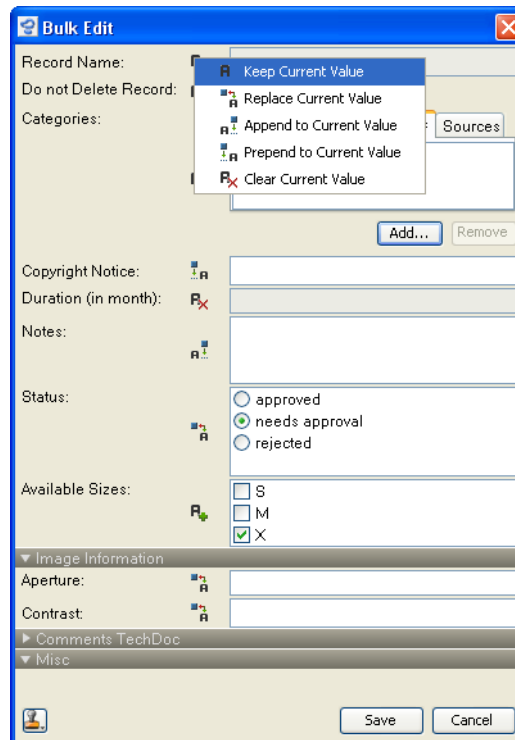 Bulk Edit
Record Name:
Keep Current Value
Do not Delete Record:
Replace Current Value
Categories:
Append to Current Value
Sources
Prepend to Current Value
Clear Current Value
Add...
Remove
Copyright Notice:
Duration (in month):
Notes:
Status:
approved
needs approval
rejected
Available Sizes:
S
M
X
Image Information
Aperture:
Contrast:
Comments TechDoc
Misc
Save
Cancel